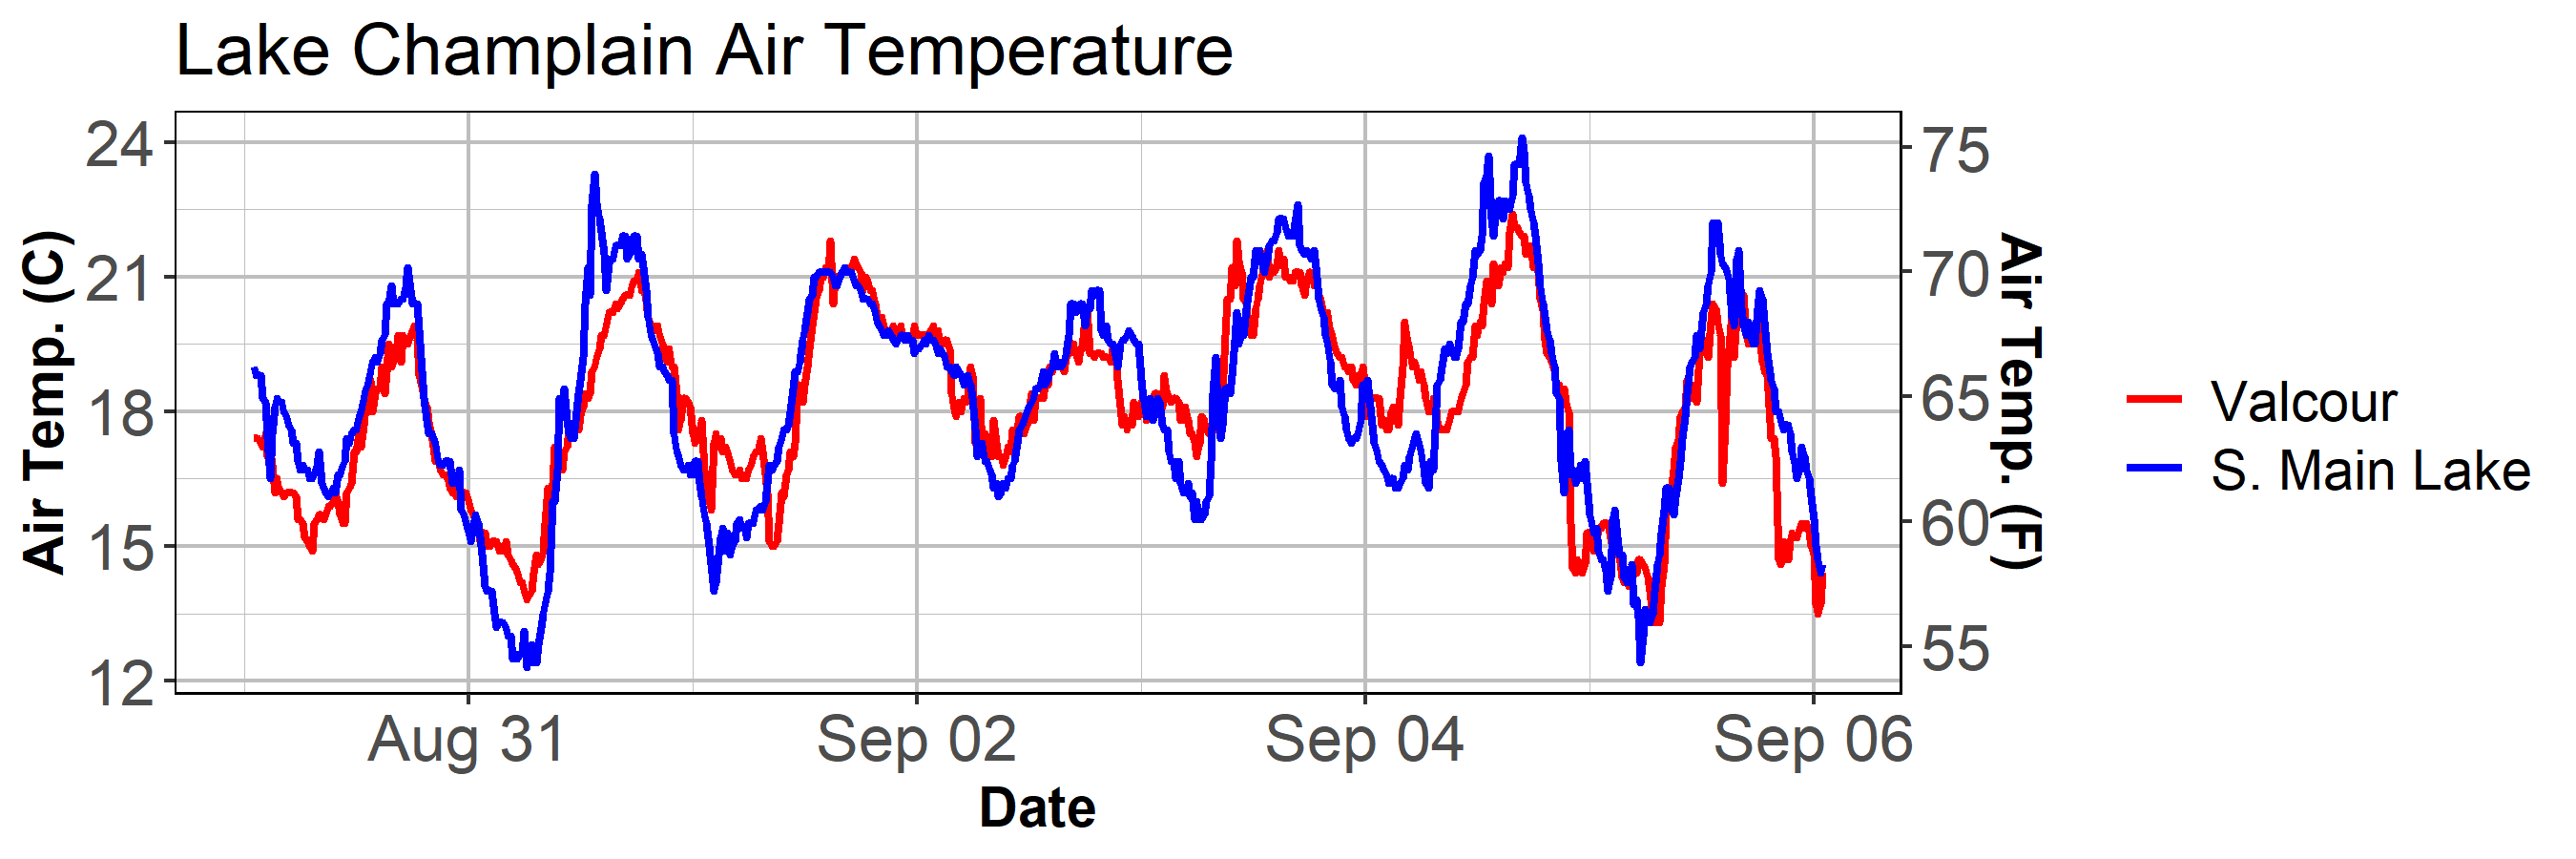 Lake Champlain Air Temperature
Air Temp. (C)
24
21
18
15
12
75
70
65
60
55
Air Temp. (F)
Aug 31
Sep 02
Sep 04
Sep 06
Date
Valcour
S. Main Lake